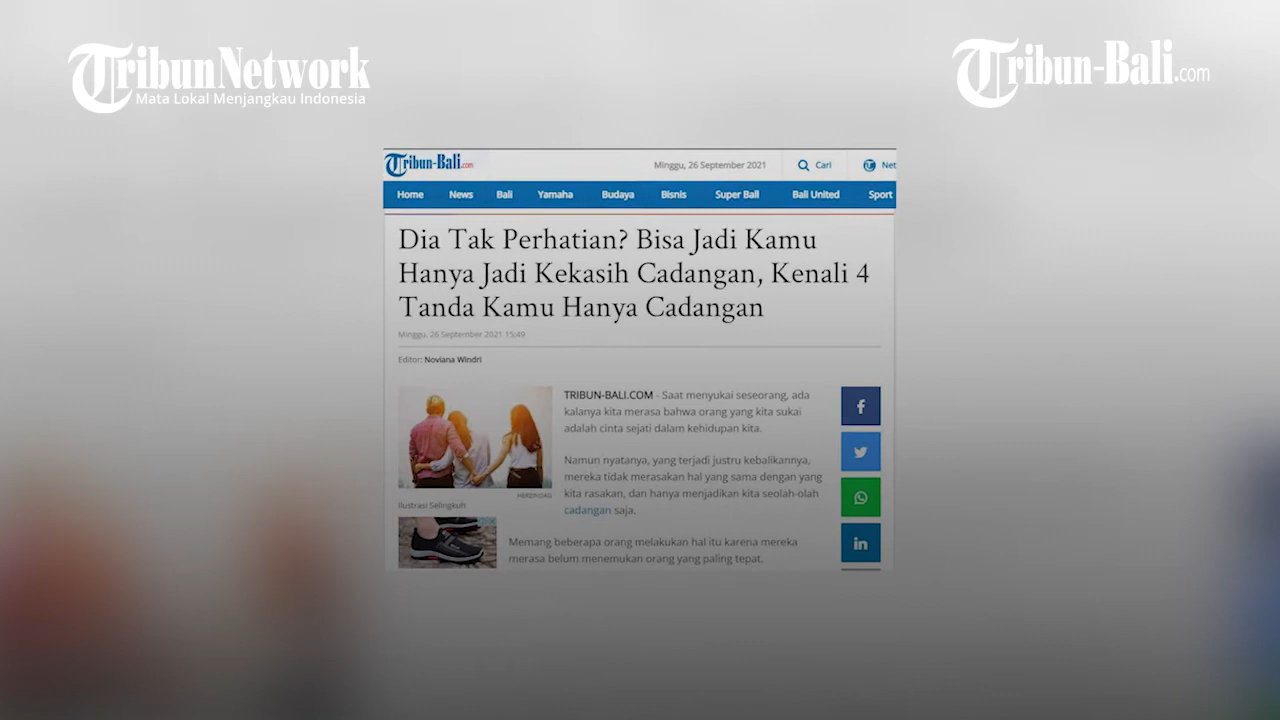 Tribun Network
Mata Lokal Menjangkau Indonesia
Tribun-Bali.com
Tribun-Bali.com
Minggu, 26 September 2021
Cari
Net
Home News Bali Yamaha Budaya Bisnis Super Ball Bali United Sport
Dia Tak Perhatian? Bisa Jadi Kamu
Hanya Jadi Kekasih Cadangan, Kenali 4
Tanda Kamu Hanya Cadangan
Minggu, 26 September 2021 15:49
Editor: Noviana Windri
TRIBUN-BALI.COM - Saat menyukai seseorang, ada
kalanya kita merasa bahwa orang yang kita sukai
adalah cinta sejati dalam kehidupan kita.
Namun nyatanya, yang terjadi justru kebalikannya,
mereka tidak merasakan hal yang sama dengan yang
kita rasakan, dan hanya menjadikan kita seolah-olah
cadangan saja.
HERZINDAG
Ilustrasi Selingkuh
Memang beberapa orang melakukan hal itu karena mereka
merasa belum menemukan orang yang paling tepat.